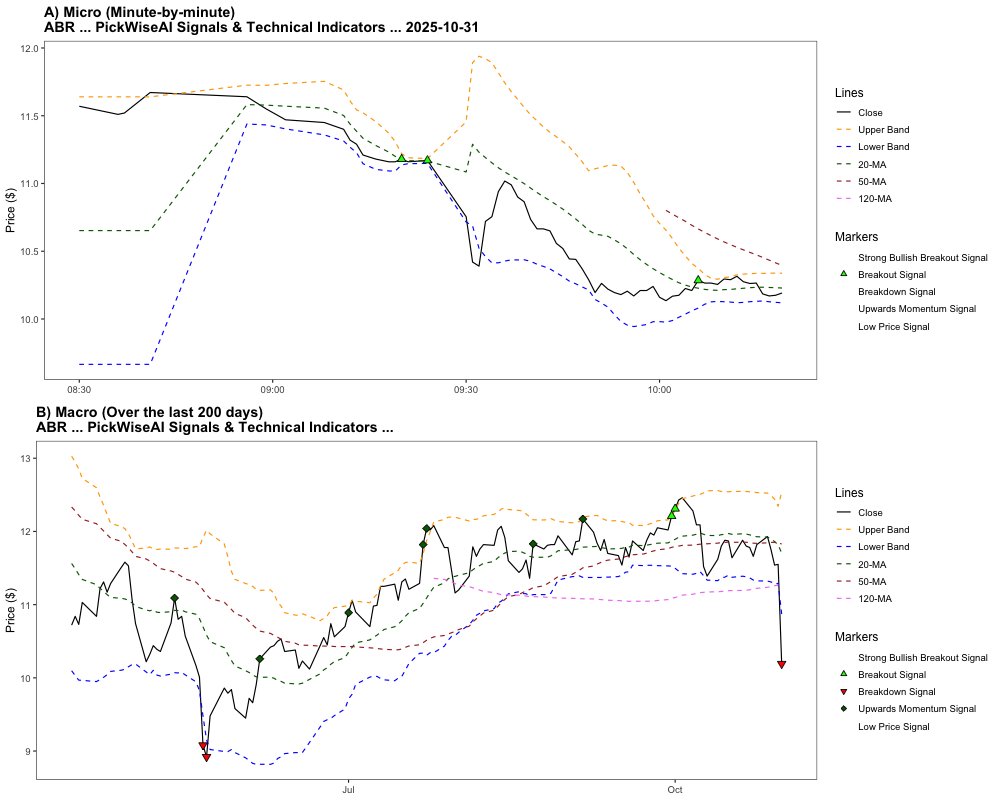 A) Micro (Minute-by-minute)
ABR ... PickWiseAI Signals & Technical Indicators ... 2025-10-31
12.0
11.5
11.0
10.5
10.0
Price ($)
08:30
09:00
09:30
10:00
Lines
Close
Upper Band
Lower Band
20-MA
50-MA
120-MA
Markers
Strong Bullish Breakout Signal
Breakout Signal
Breakdown Signal
Upwards Momentum Signal
Low Price Signal
B) Macro (Over the last 200 days)
ABR ... PickWiseAI Signals & Technical Indicators ...
13
12
11
10
9
Price ($)
Jul
Oct
Lines
Close
Upper Band
Lower Band
20-MA
50-MA
120-MA
Markers
Strong Bullish Breakout Signal
Breakout Signal
Breakdown Signal
Upwards Momentum Signal
Low Price Signal